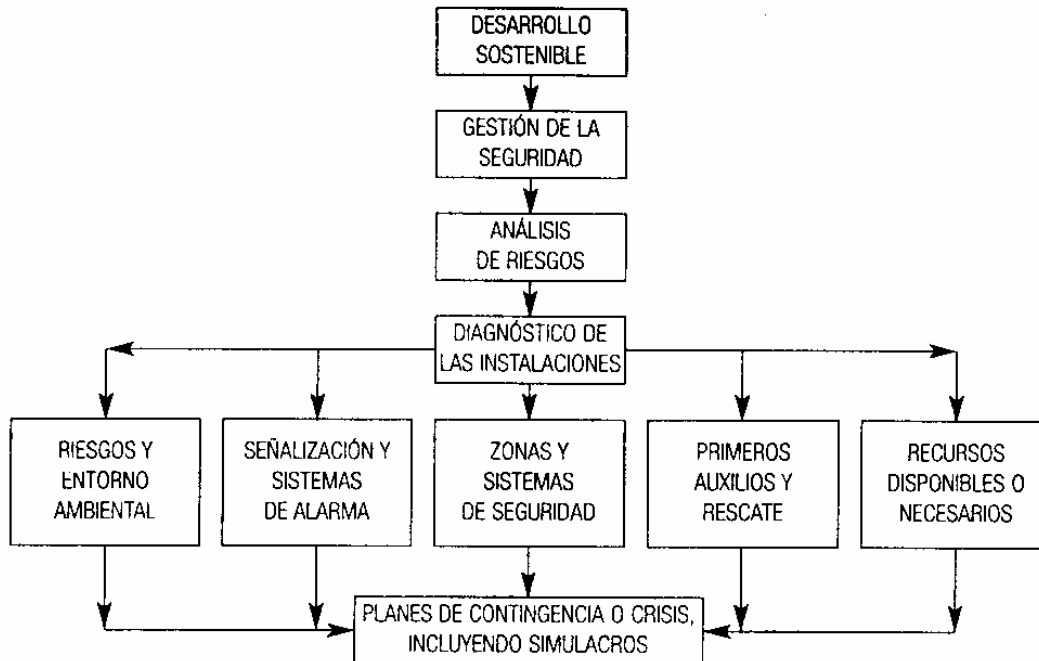 DESARROLLO
SOSTENIBLE
GESTIÓN DE LA
SEGURIDAD
ANÁLISIS
DE RIESGOS
DIAGNÓSTICO DE
LAS INSTALACIONES
RIESGOS Y
ENTORNO
AMBIENTAL
SEÑALIZACIÓN Y
SISTEMAS
DE ALARMA
ZONAS Y
SISTEMAS
DE SEGURIDAD
PRIMEROS
AUXILIOS Y
RESCATE
RECURSOS
DISPONIBLES O
NECESARIOS
PLANES DE CONTINGENCIA O CRISIS,
INCLUYENDO SIMULACROS